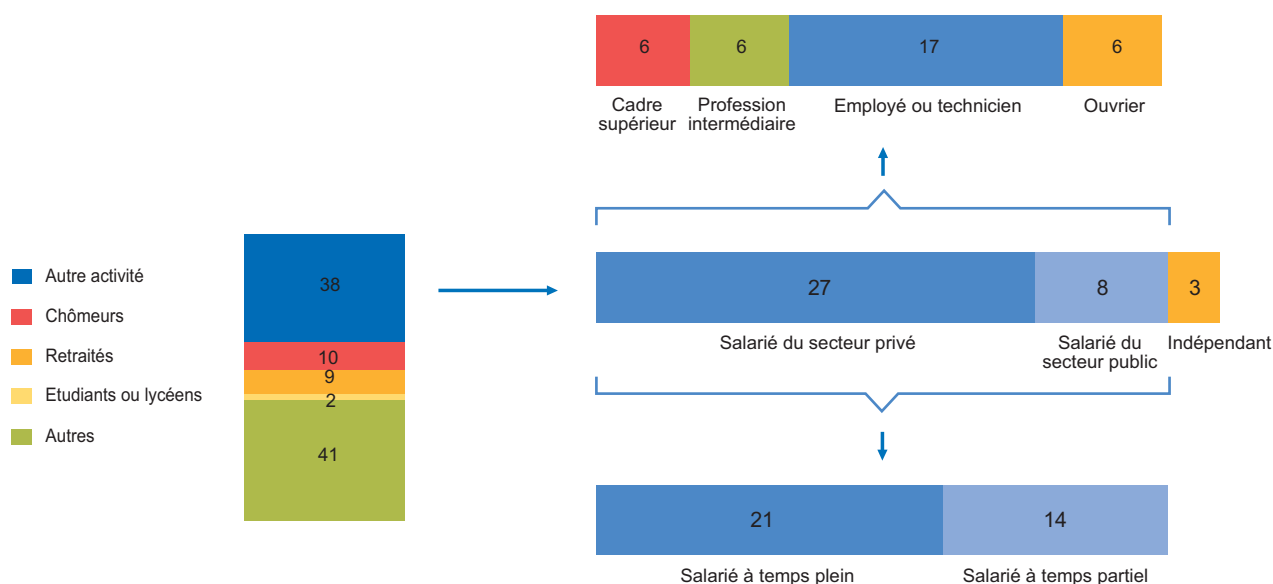 6
6
17
6
Cadre
supérieur
Profession
intermédiaire
Employé ou technicien
Ouvrier
Autre activité
Chômeurs
Retraités
Etudiants ou lycéens
Autres
38
10
9
2
41
27
8
3
Salarié du secteur privé
Salarié du
secteur public
Indépendant
21
14
Salarié à temps plein
Salarié à temps partiel